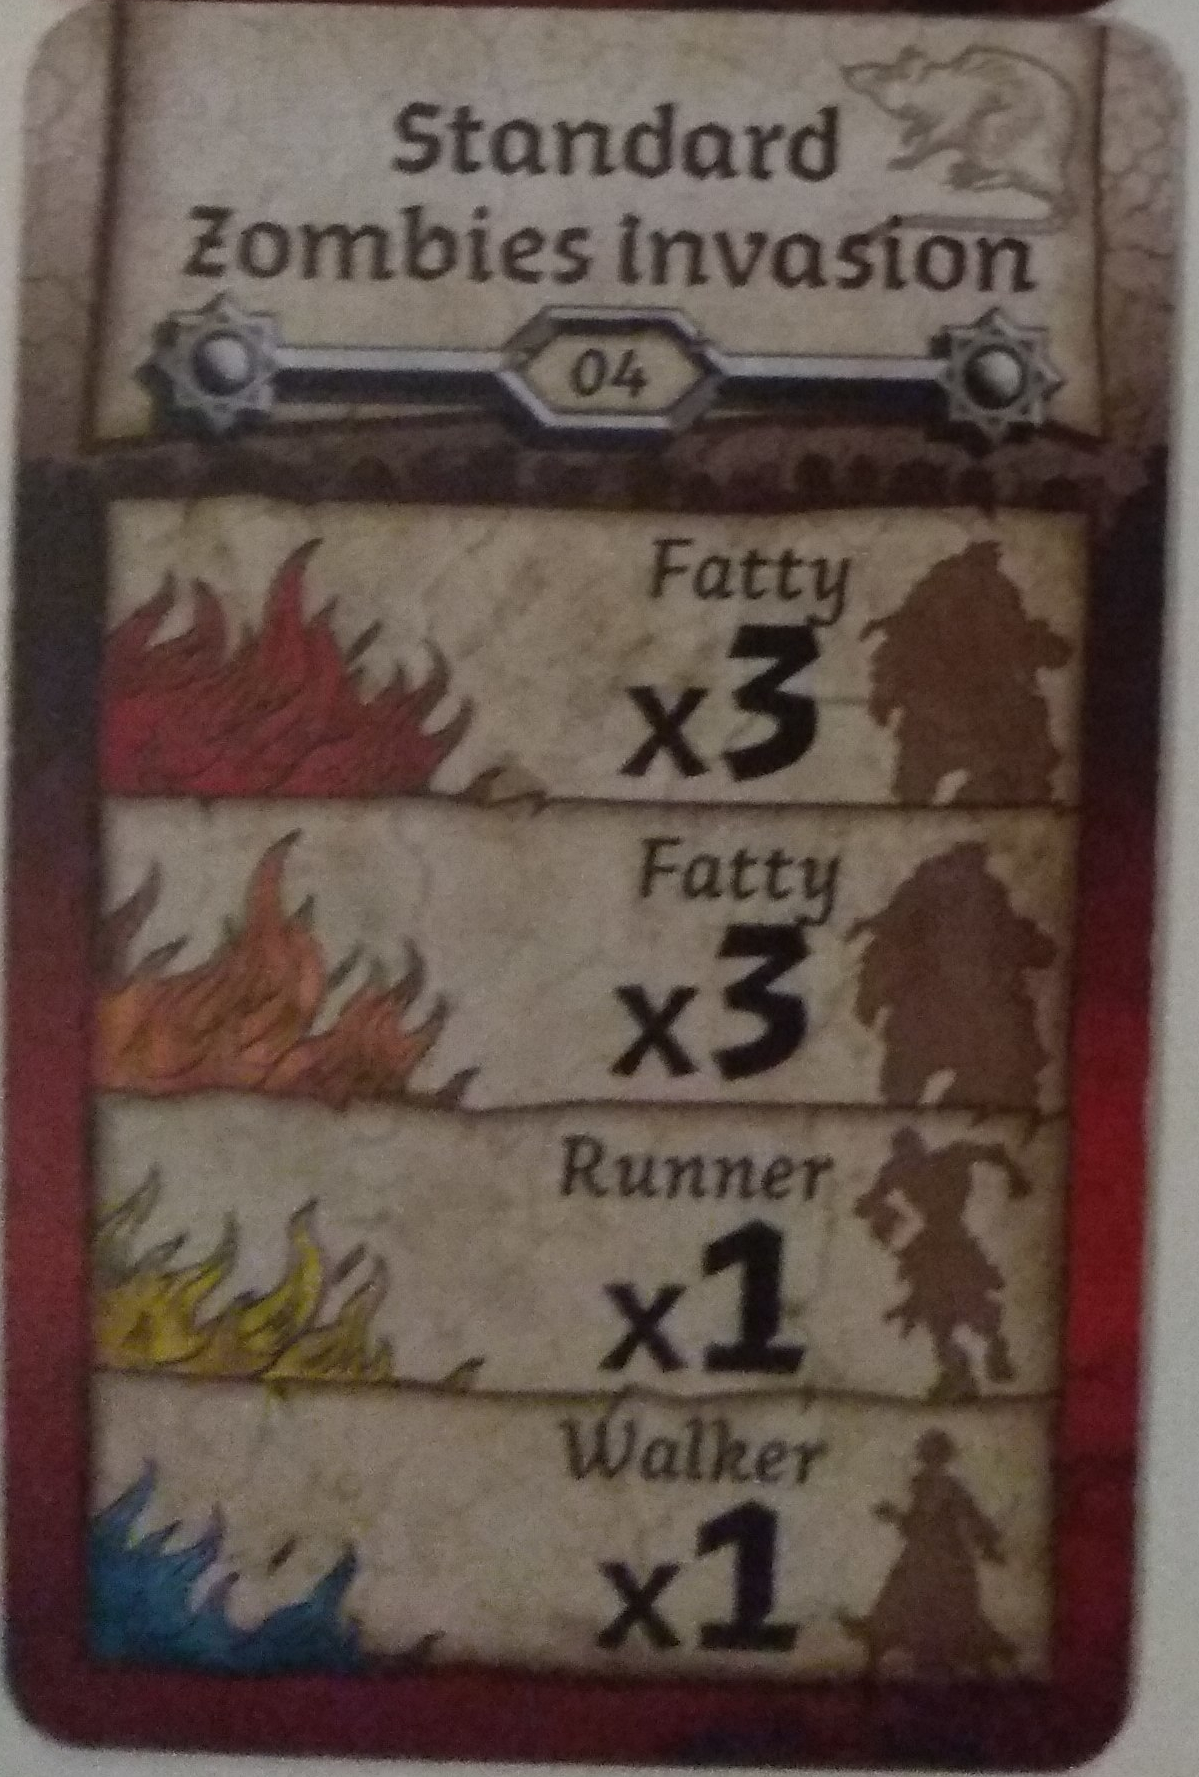 Standard
Zombies Invasion
04
Fatty
x3
Fatty
x3
Runner
x1
Walker
x1